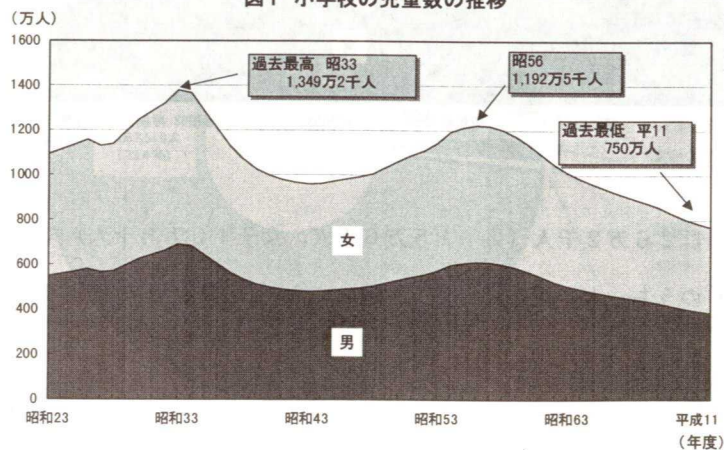 図1 小学校の児童数の推移
(万人)
1600
1400
1200
1000
800
600
400
200
0
過去最高 昭33
1,349万2千人
昭56
1,192万5千人
過去最低 平11
750万人
女
男
昭和23
昭和33
昭和43
昭和53
昭和63
平成11
(年度)